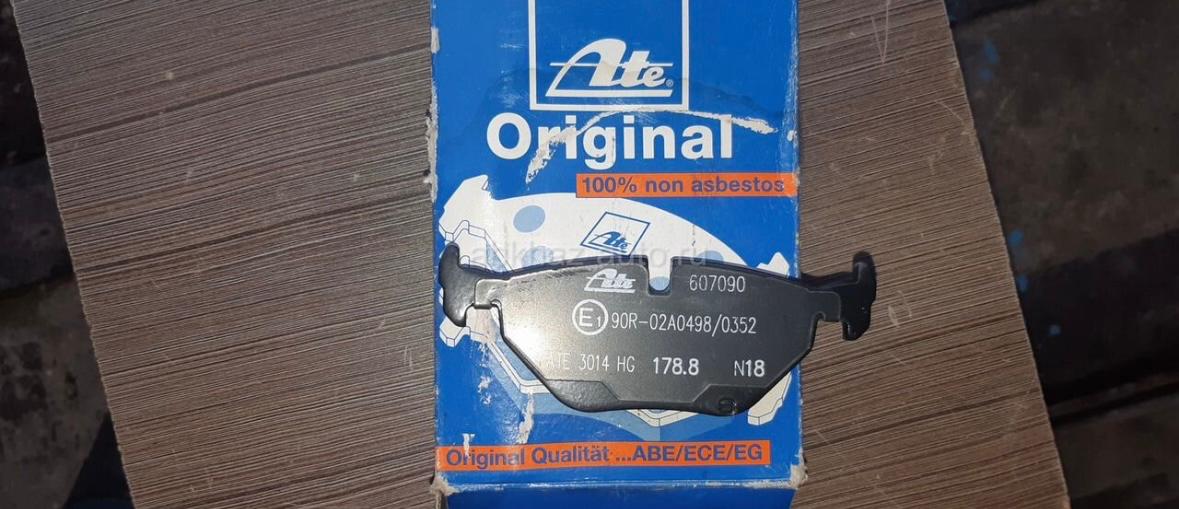 Ate®
Original
100% non asbestos
Ate
Ate 607090
E1 90R-02A0498/0352
ATE 3014 HG 178.8 N18
Original Qualität ...ABE/ECE/EG